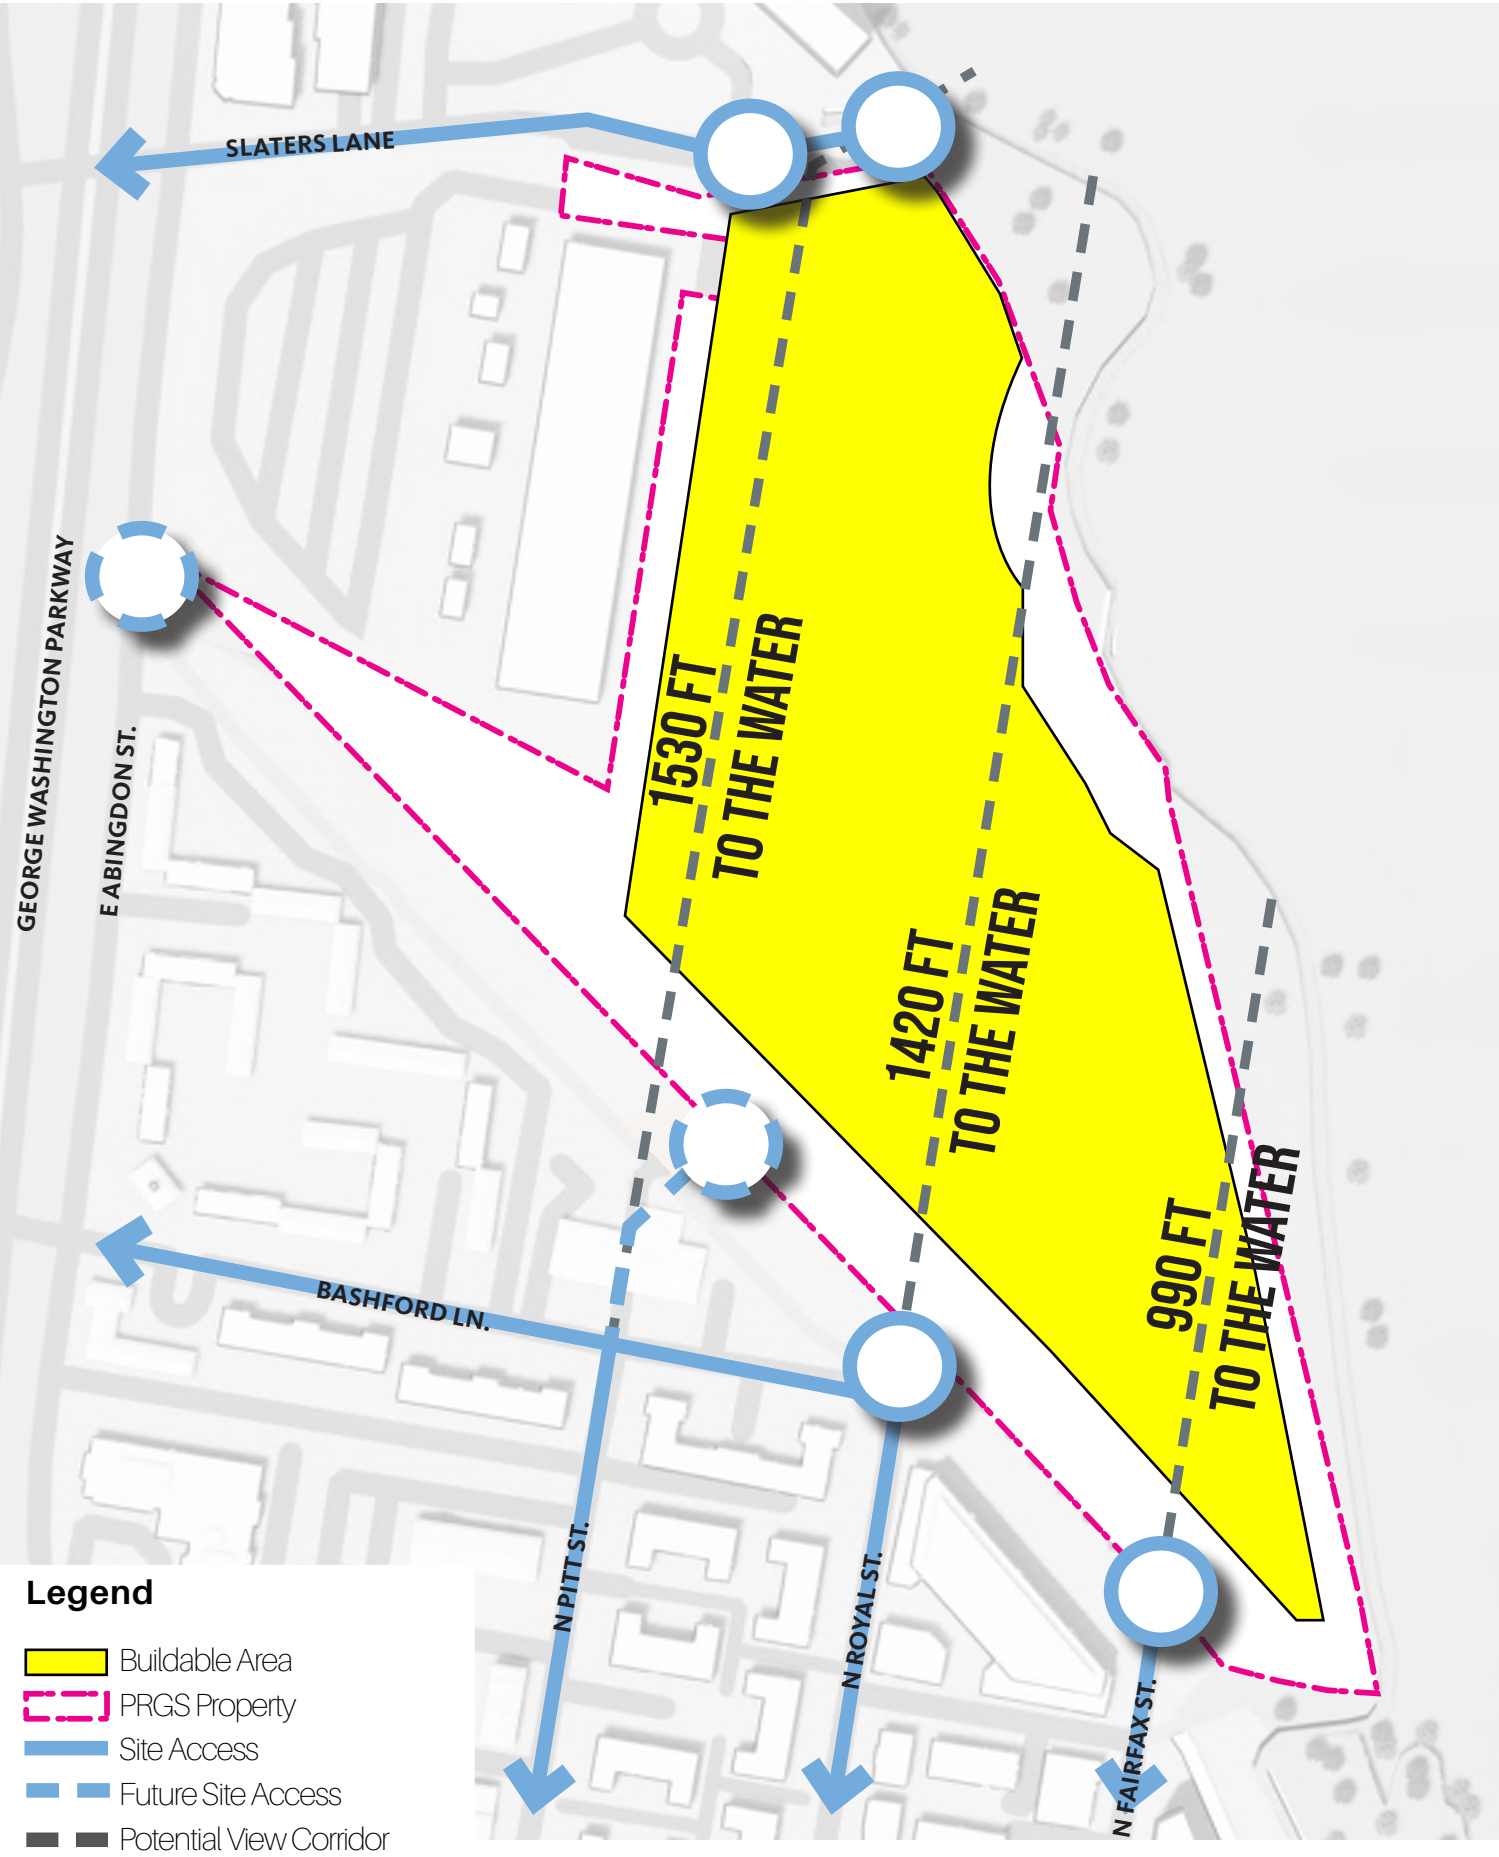 SLATERS LANE
GEORGE WASHINGTON PARKWAY
E ABINGDON ST.
1530 FT
TO THE WATER
1420 FT
TO THE WATER
990 FT
TO THE WATER
BASHFORD LN.
N PITT ST.
N ROYAL ST.
N FAIRFAX ST.
Legend
Buildable Area
PRGS Property
Site Access
Future Site Access
Potential View Corridor